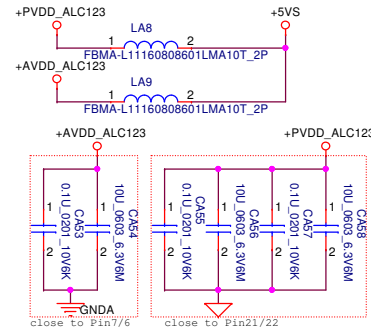 +PVDD_ALC123
+5VS
LA8
1 2
FBMA-L11160808601LMA10T_2P
+AVDD_ALC123
LA9
1 2
FBMA-L11160808601LMA10T_2P
+AVDD_ALC123
+PVDD_ALC123
1
2
CA53
0.1U_0201_10V6K
1
2
CA54
10U_0603_6.3V6M
1
2
CA55
0.1U_0201_10V6K
1
2
CA56
10U_0603_6.3V6M
1
2
CA57
0.1U_0201_10V6K
1
2
CA58
10U_0603_6.3V6M
GNDA
close to Pin7/6
close to Pin21/22